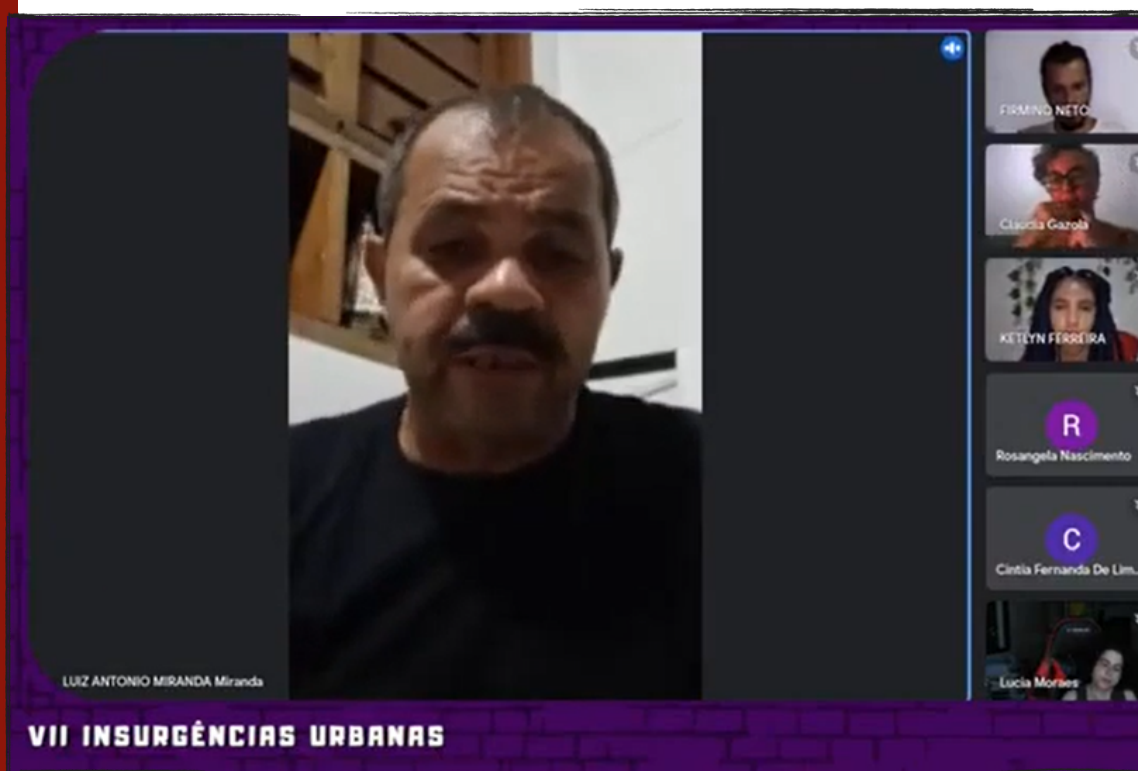 FIRMINO NETO
Claudia Gazola
KETLYN FERREIRA
R
Rosangela Nascimento
C
Cintia Fernanda De Lim...
Lucia Moraes
LUIZ ANTONIO MIRANDA Miranda
VII INSURGÊNCIAS URBANAS